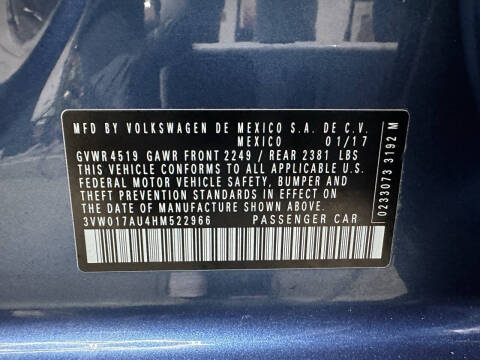 MFD BY VOLKSWAGEN DE MEXICO S.A. DE C.V.
MEXICO 01/17
GVWR 4519 GAWR FRONT 2249 / REAR 2381 LBS
THIS VEHICLE CONFORMS TO ALL APPLICABLE U.S.
FEDERAL MOTOR VEHICLE SAFETY, BUMPER AND
THEFT PREVENTION STANDARDS IN EFFECT ON THE
DATE OF MANUFACTURE SHOWN ABOVE.
3VW017AU4HM522966 PASSENGER CAR
0233073 3192 M